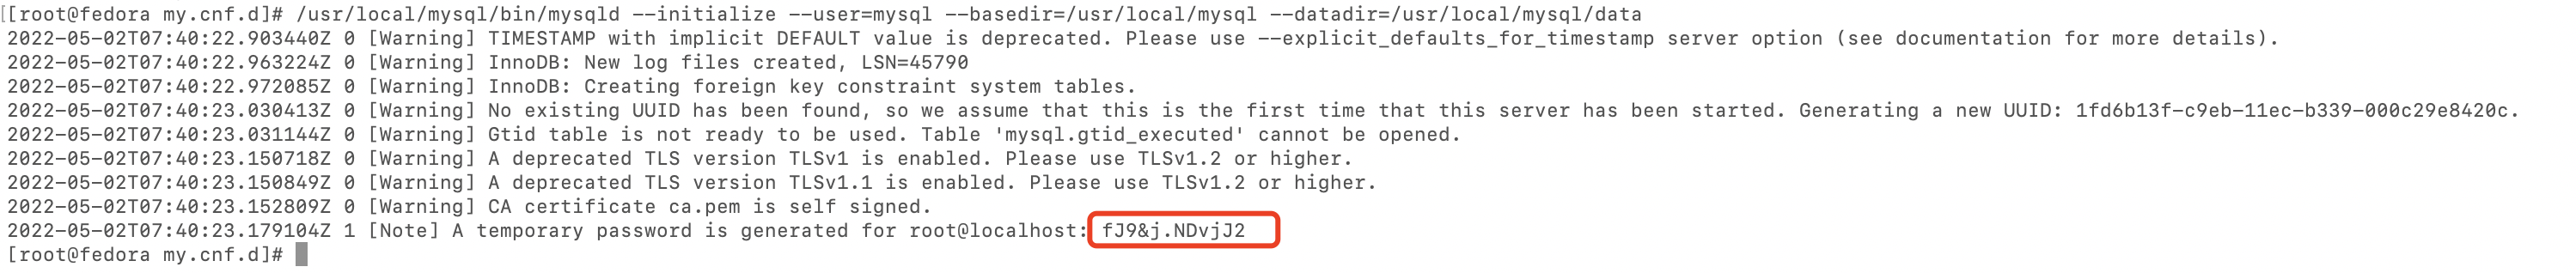 [[root@fedora my.cnf.d]# /usr/local/mysql/bin/mysqld --initialize --user=mysql --basedir=/usr/local/mysql --datadir=/usr/local/mysql/data
2022-05-02T07:40:22.903440Z 0 [Warning] TIMESTAMP with implicit DEFAULT value is deprecated. Please use --explicit_defaults_for_timestamp server option (see documentation for more details).
2022-05-02T07:40:22.963224Z 0 [Warning] InnoDB: New log files created, LSN=45790
2022-05-02T07:40:22.972085Z 0 [Warning] InnoDB: Creating foreign key constraint system tables.
2022-05-02T07:40:23.030413Z 0 [Warning] No existing UUID has been found, so we assume that this is the first time that this server has been started. Generating a new UUID: 1fd6b13f-c9eb-11ec-b339-000c29e8420c.
2022-05-02T07:40:23.031144Z 0 [Warning] Gtid table is not ready to be used. Table 'mysql.gtid_executed' cannot be opened.
2022-05-02T07:40:23.150718Z 0 [Warning] A deprecated TLS version TLSv1 is enabled. Please use TLSv1.2 or higher.
2022-05-02T07:40:23.150849Z 0 [Warning] A deprecated TLS version TLSv1.1 is enabled. Please use TLSv1.2 or higher.
2022-05-02T07:40:23.152809Z 0 [Warning] CA certificate ca.pem is self signed.
2022-05-02T07:40:23.179104Z 1 [Note] A temporary password is generated for root@localhost: fJ9&j.NDvjJ2
[root@fedora my.cnf.d]#